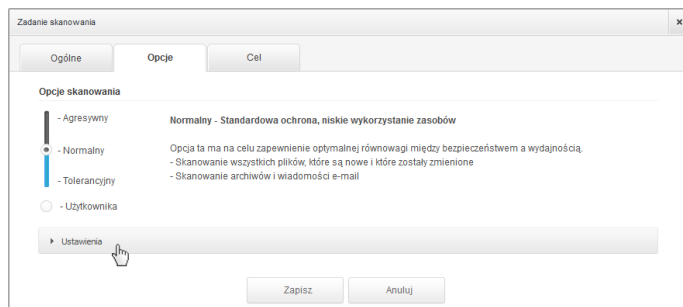 Zadanie skanowania x
Ogólne Opcje Cel
Opcje skanowania
- Agresywny
Normalny - Standardowa ochrona, niskie wykorzystanie zasobów
- Normalny
Opcja ta ma na celu zapewnienie optymalnej równowagi między bezpieczeństwem a wydajnością.
- Skanowanie wszystkich plików, które są nowe i które zostały zmienione
- Skanowanie archiwów i wiadomości e-mail
- Tolerancyjny
- Użytkownika
Ustawienia
Zapisz Anuluj